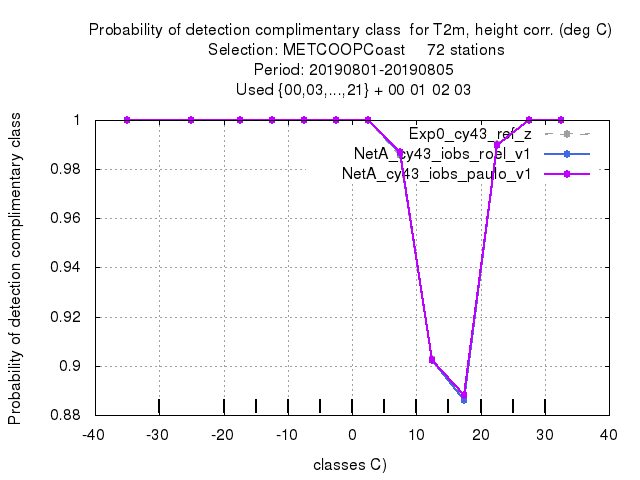 Probability of detection complimentary class  for T2m, height corr. (deg C)
Selection: METCOOPCoast     72 stations
Period: 20190801-20190805
Used {00,03,...,21} + 00 01 02 03
Probability of detection complimentary class
1
0.98
0.96
0.94
0.92
0.9
0.88
Exp0_cy43_ref_z
NetA_cy43_iobs_roel_v1
NetA_cy43_iobs_paulo_v1
-40 -30 -20 -10 0 10 20 30 40
classes C)